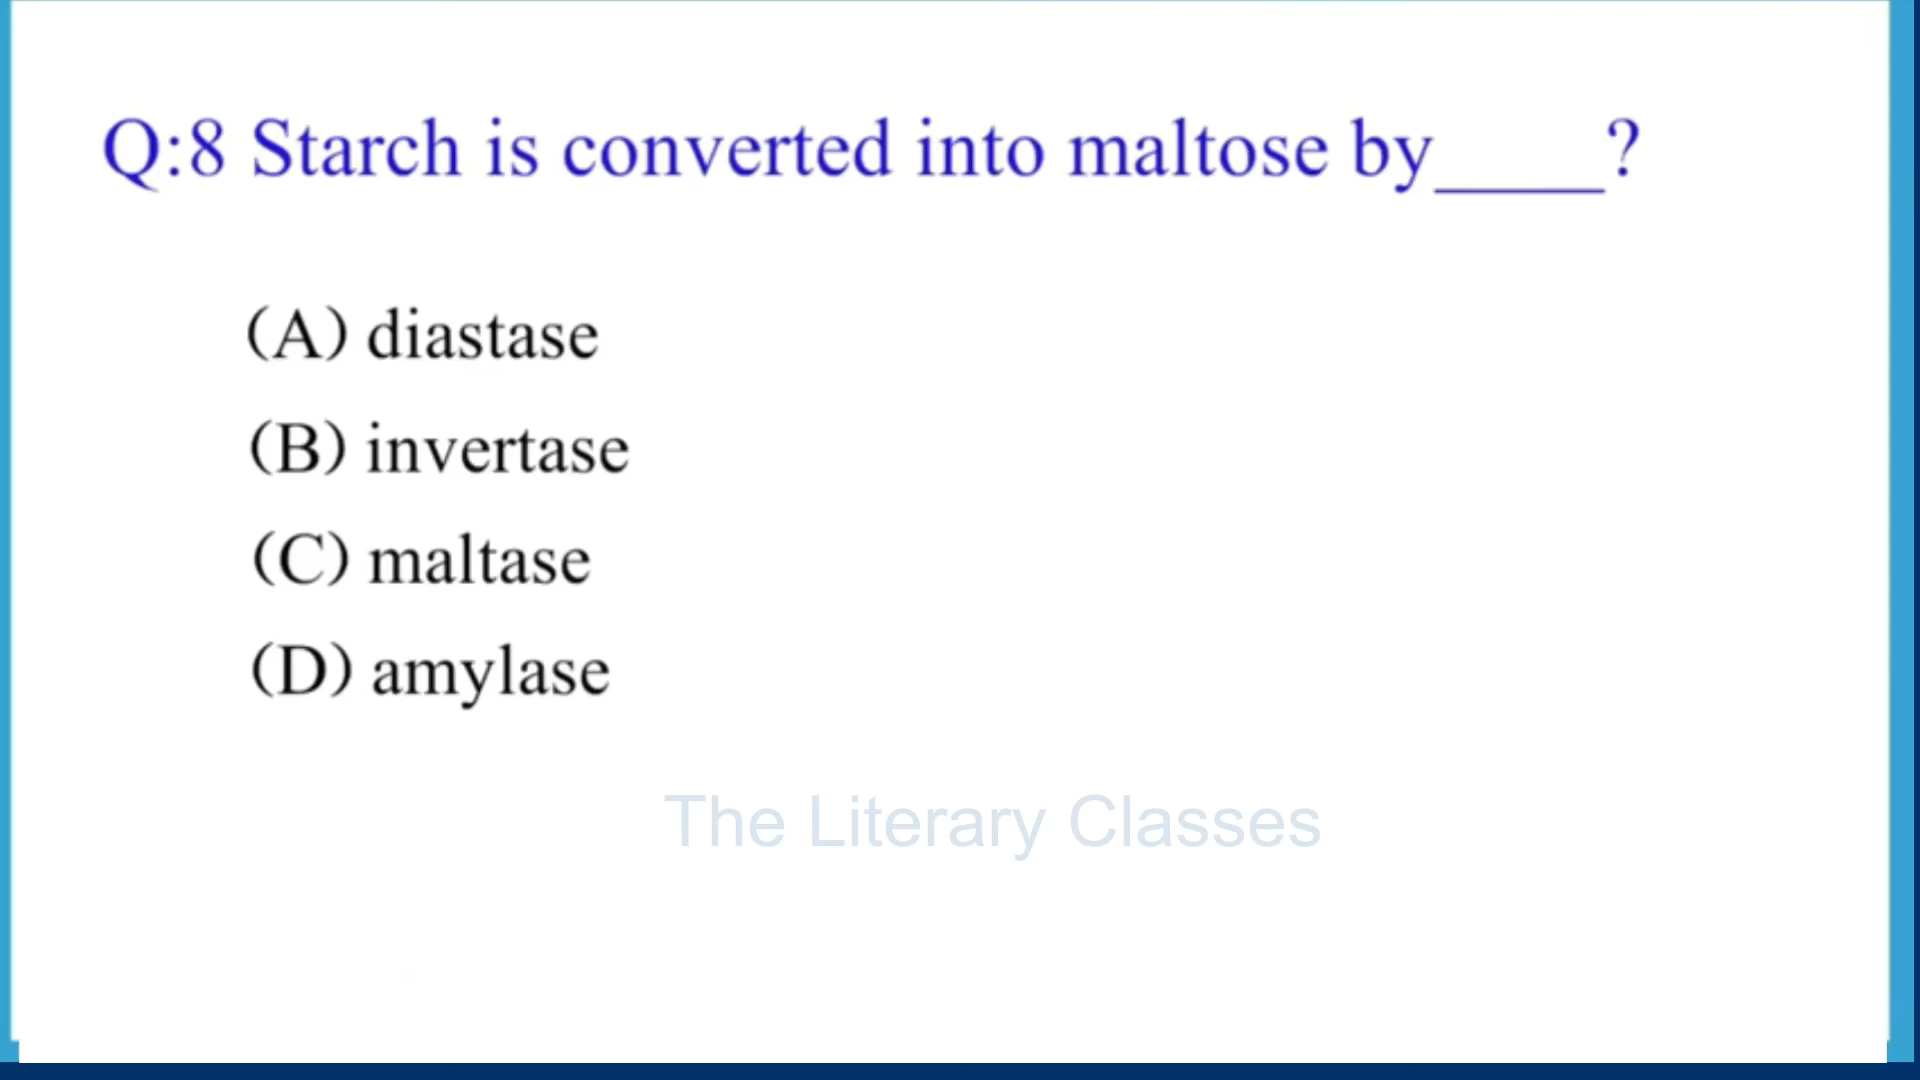 Q:8 Starch is converted into maltose by____?
(A) diastase
(B) invertase
(C) maltase
(D) amylase
The Literary Classes